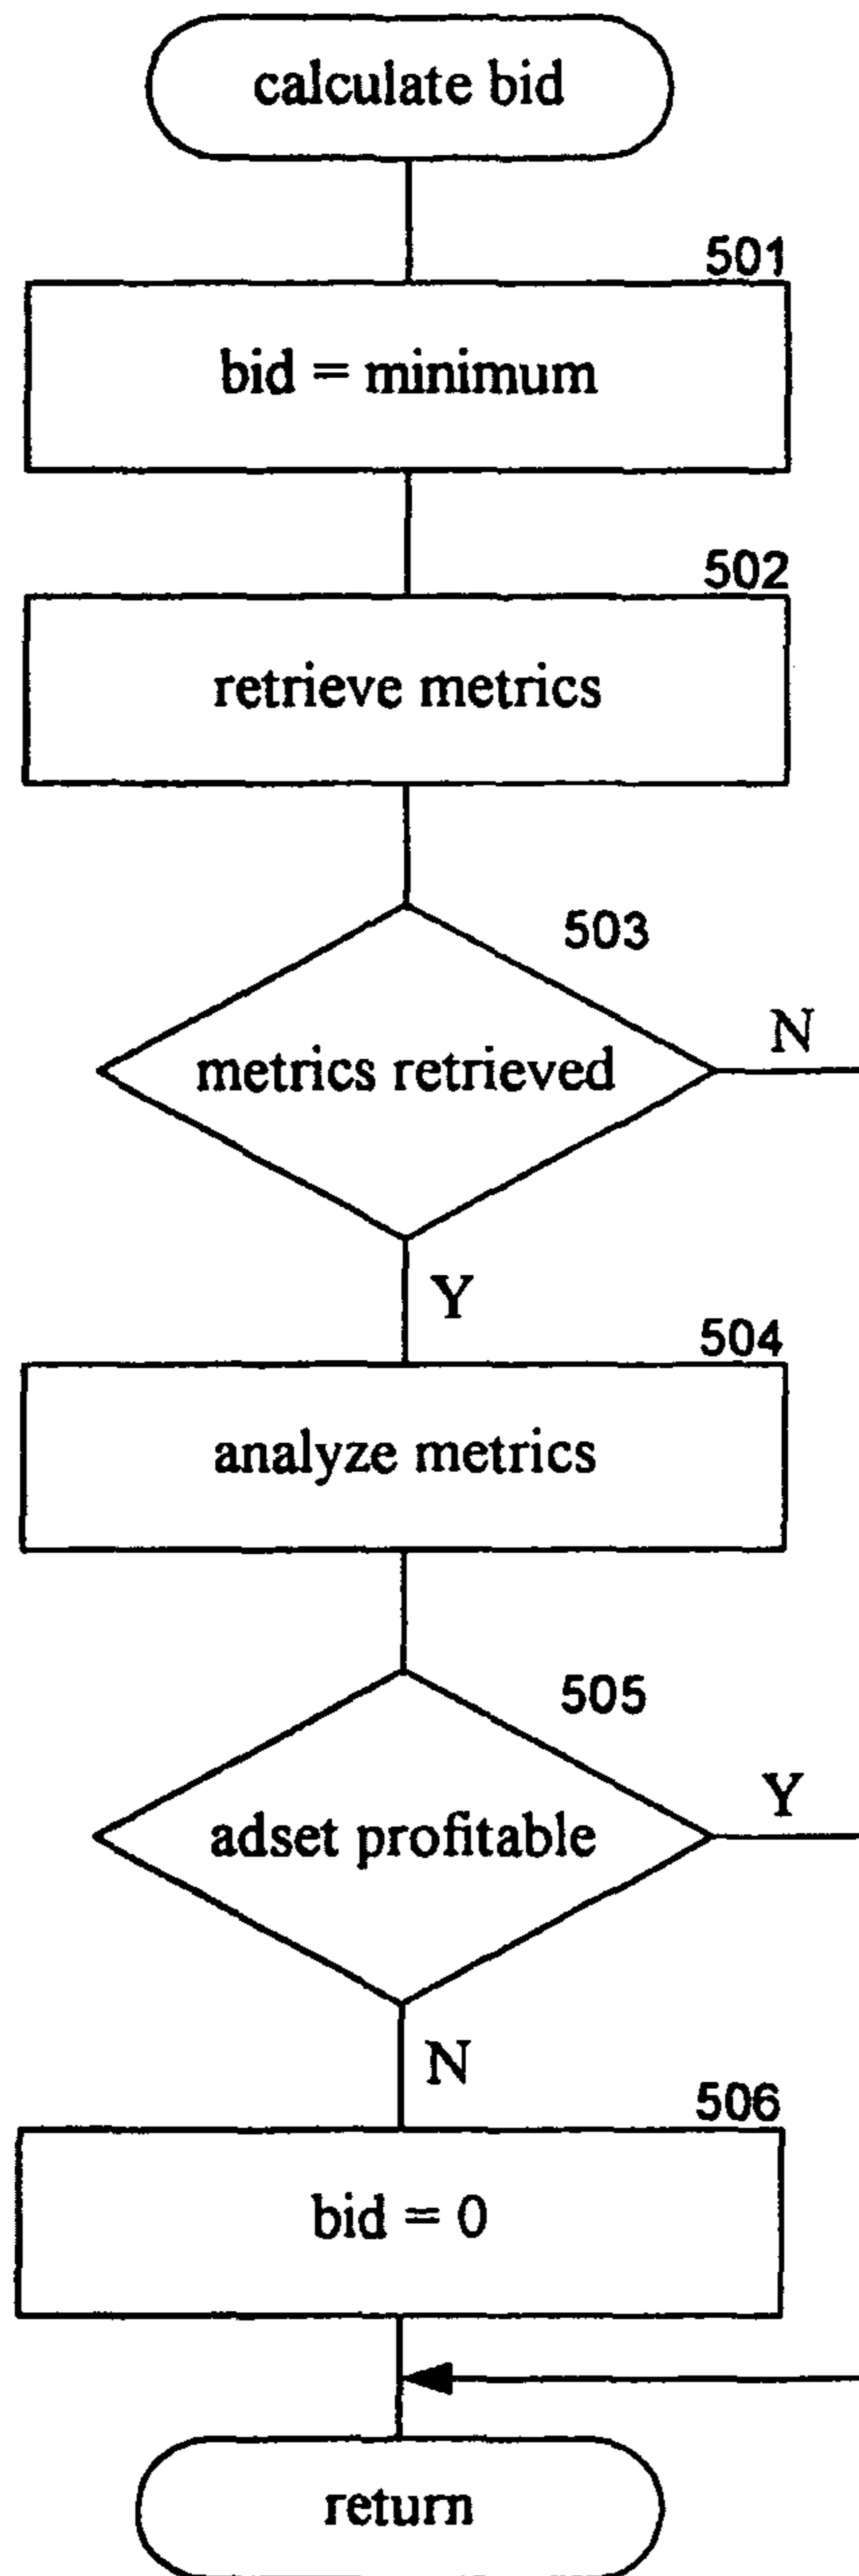 calculate bid
501
bid = minimum
502
retrieve metrics
503
metrics retrieved
N
Y
504
analyze metrics
505
adset profitable
Y
N
506
bid = 0
return